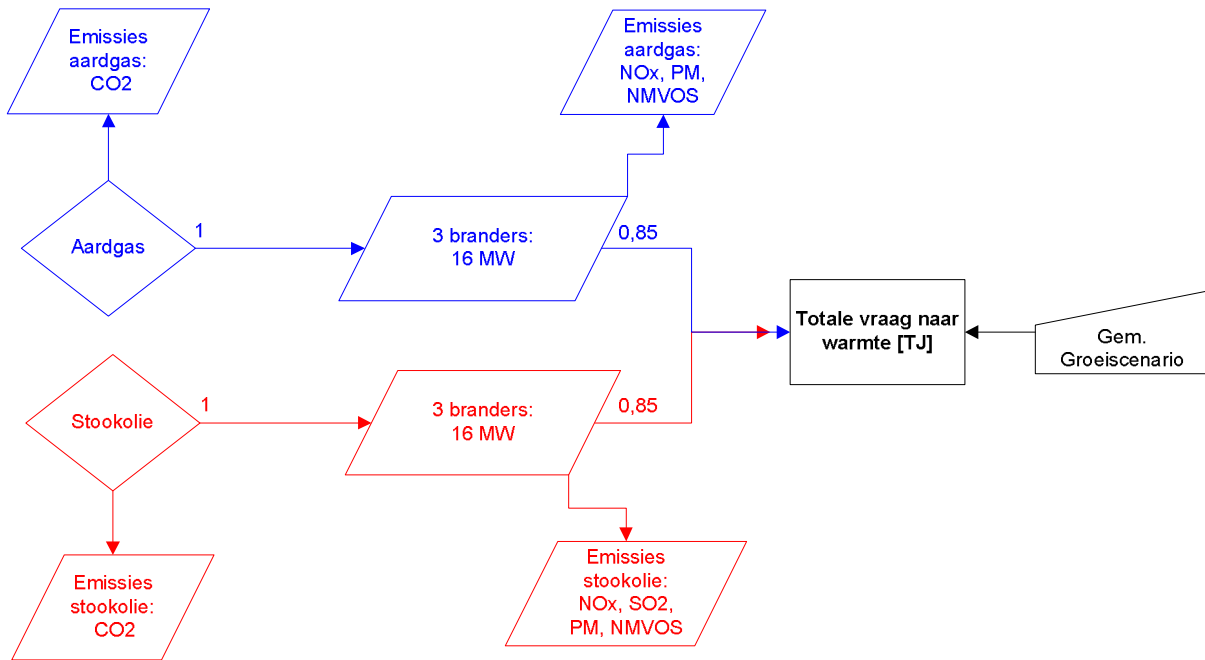 Emissies
aardgas:
CO2
Emissies
aardgas:
NOx, PM,
NMVOS
Aardgas
1
3 branders:
16 MW
0,85
Totale vraag naar
warmte [TJ]
Gem.
Groeiscenario
Stookolie
1
3 branders:
16 MW
0,85
Emissies
stookolie:
CO2
Emissies
stookolie:
NOx, SO2,
PM, NMVOS